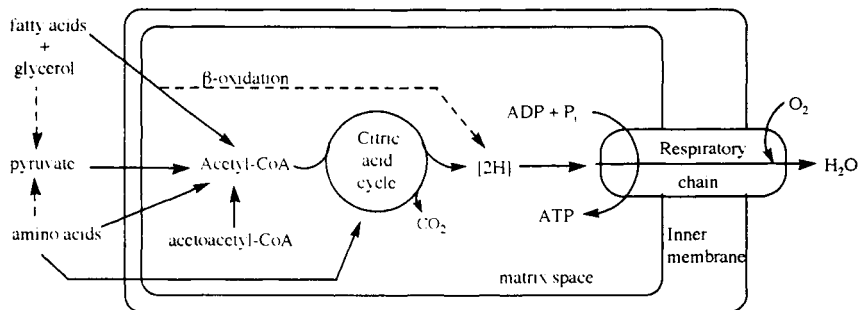 fatty acids
+
glycerol
β-oxidation
ADP + Pi
O2
pyruvate
Acetyl-CoA
Citric
acid
cycle
[2H]
Respiratory
chain
H2O
amino acids
acetoacetyl-CoA
CO2
ATP
Inner
membrane
matrix space